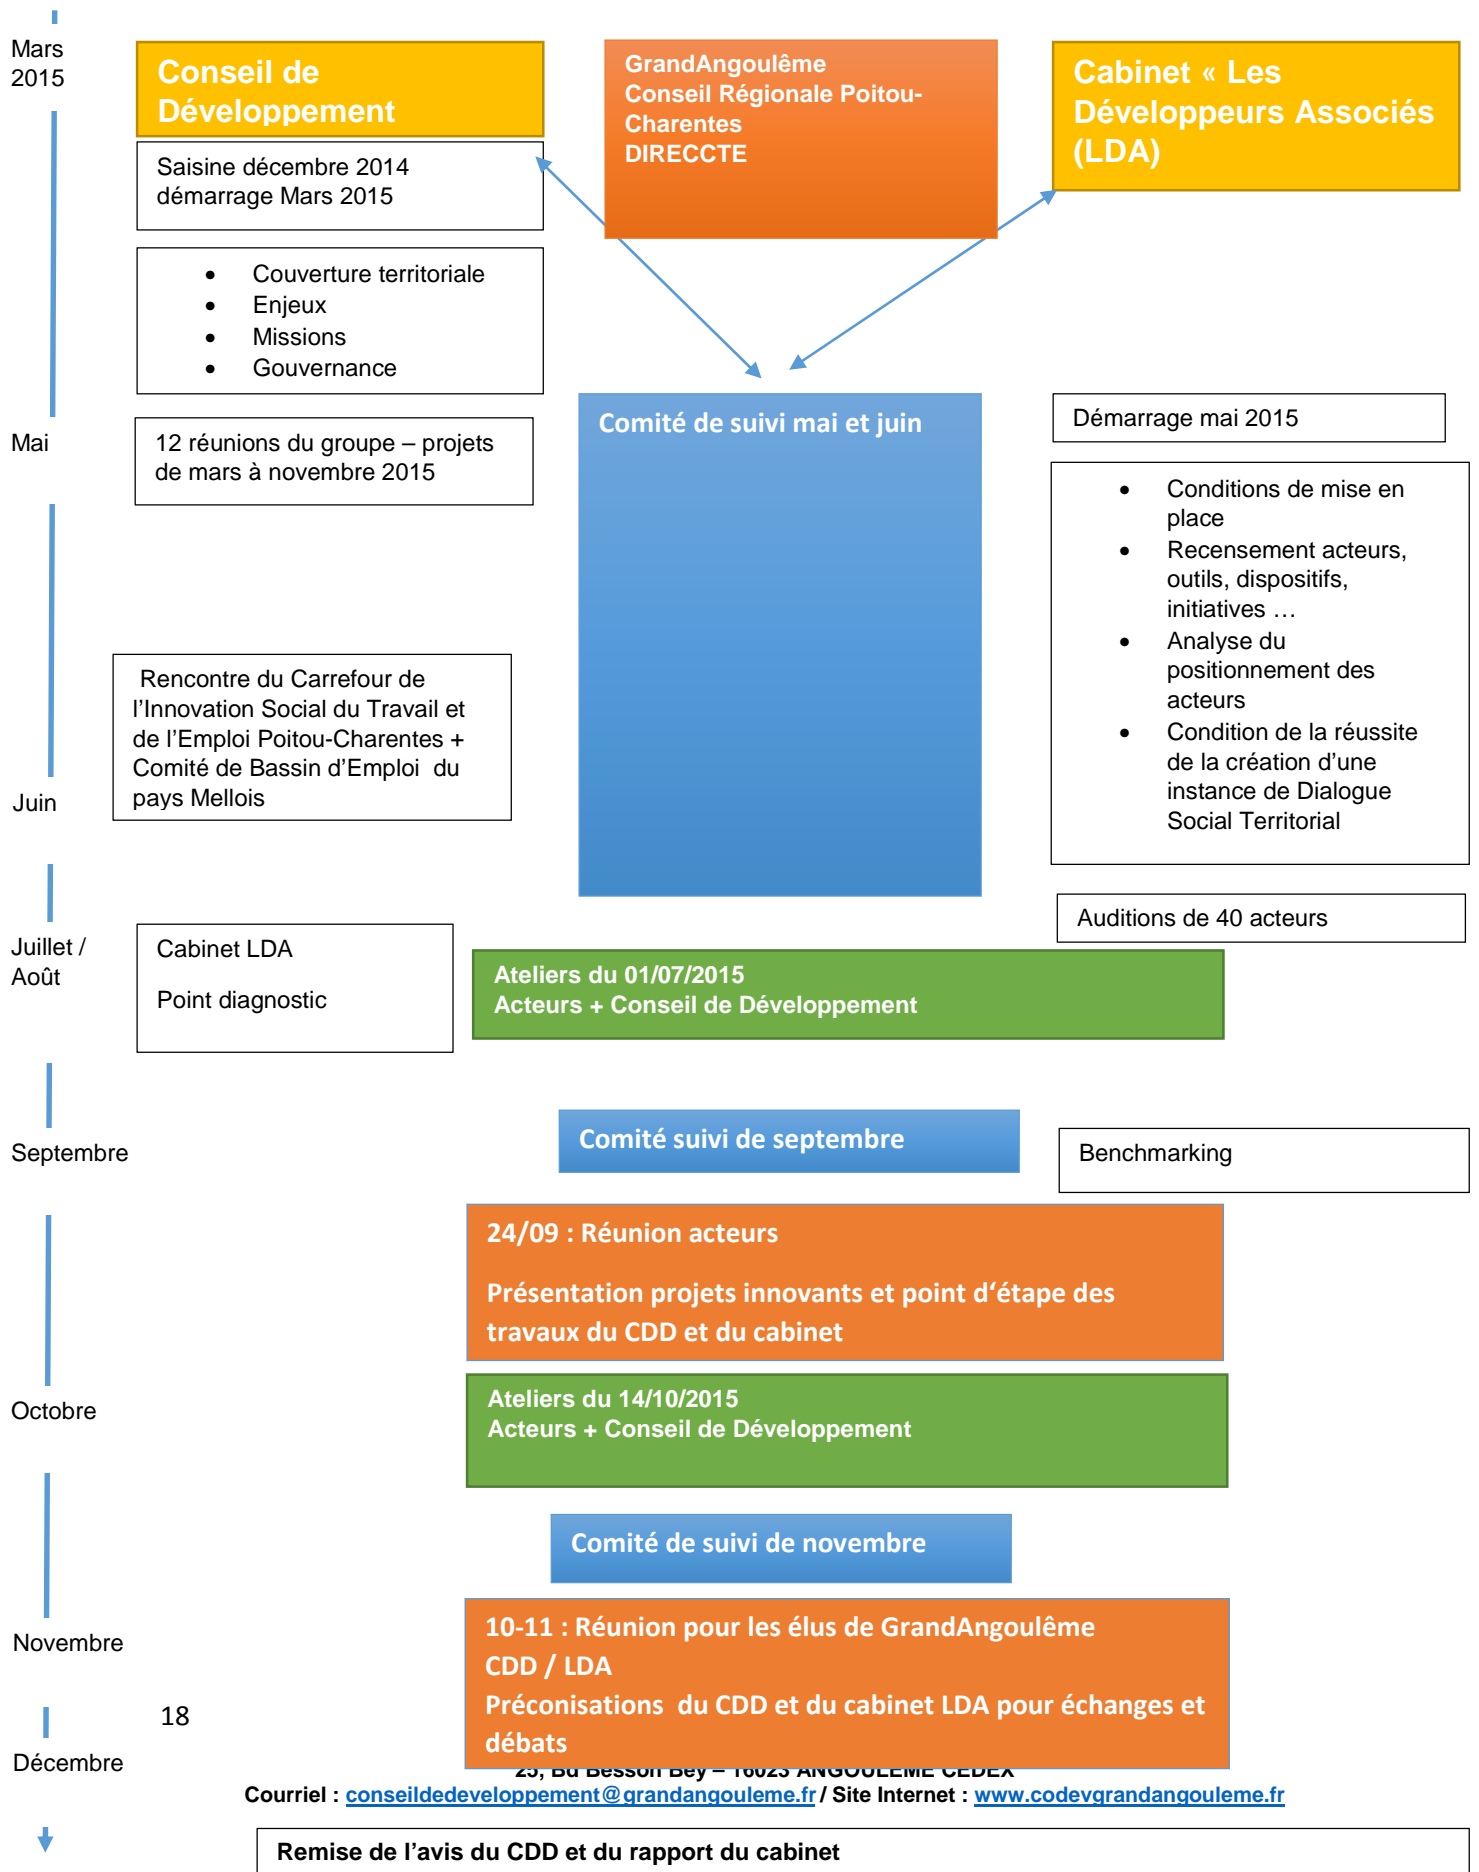 Mars
2015
Conseil de
Développement
GrandAngoulême
Conseil Régionale Poitou-
Charentes
DIRECCTE
Cabinet « Les
Développeurs Associés
(LDA)
Saisine décembre 2014
démarrage Mars 2015
• Couverture territoriale
• Enjeux
• Missions
• Gouvernance
Mai
12 réunions du groupe – projets
de mars à novembre 2015
Comité de suivi mai et juin
Démarrage mai 2015
• Conditions de mise en
place
• Recensement acteurs,
outils, dispositifs,
initiatives …
• Analyse du
positionnement des
acteurs
• Condition de la réussite
de la création d’une
instance de Dialogue
Social Territorial
Rencontre du Carrefour de
l’Innovation Social du Travail et
de l’Emploi Poitou-Charentes +
Comité de Bassin d’Emploi du
pays Mellois
Juin
Auditions de 40 acteurs
Juillet /
Août
Cabinet LDA
Point diagnostic
Ateliers du 01/07/2015
Acteurs + Conseil de Développement
Septembre
Comité suivi de septembre
Benchmarking
24/09 : Réunion acteurs
Présentation projets innovants et point d‘étape des
travaux du CDD et du cabinet
Octobre
Ateliers du 14/10/2015
Acteurs + Conseil de Développement
Comité de suivi de novembre
Novembre
10-11 : Réunion pour les élus de GrandAngoulême
CDD / LDA
Préconisations du CDD et du cabinet LDA pour échanges et
débats
18
Décembre
25, Bd Besson Bey – 16023 ANGOULEME CEDEX
Courriel : conseildedeveloppement@grandangouleme.fr / Site Internet : www.codevgrandangouleme.fr
Remise de l’avis du CDD et du rapport du cabinet